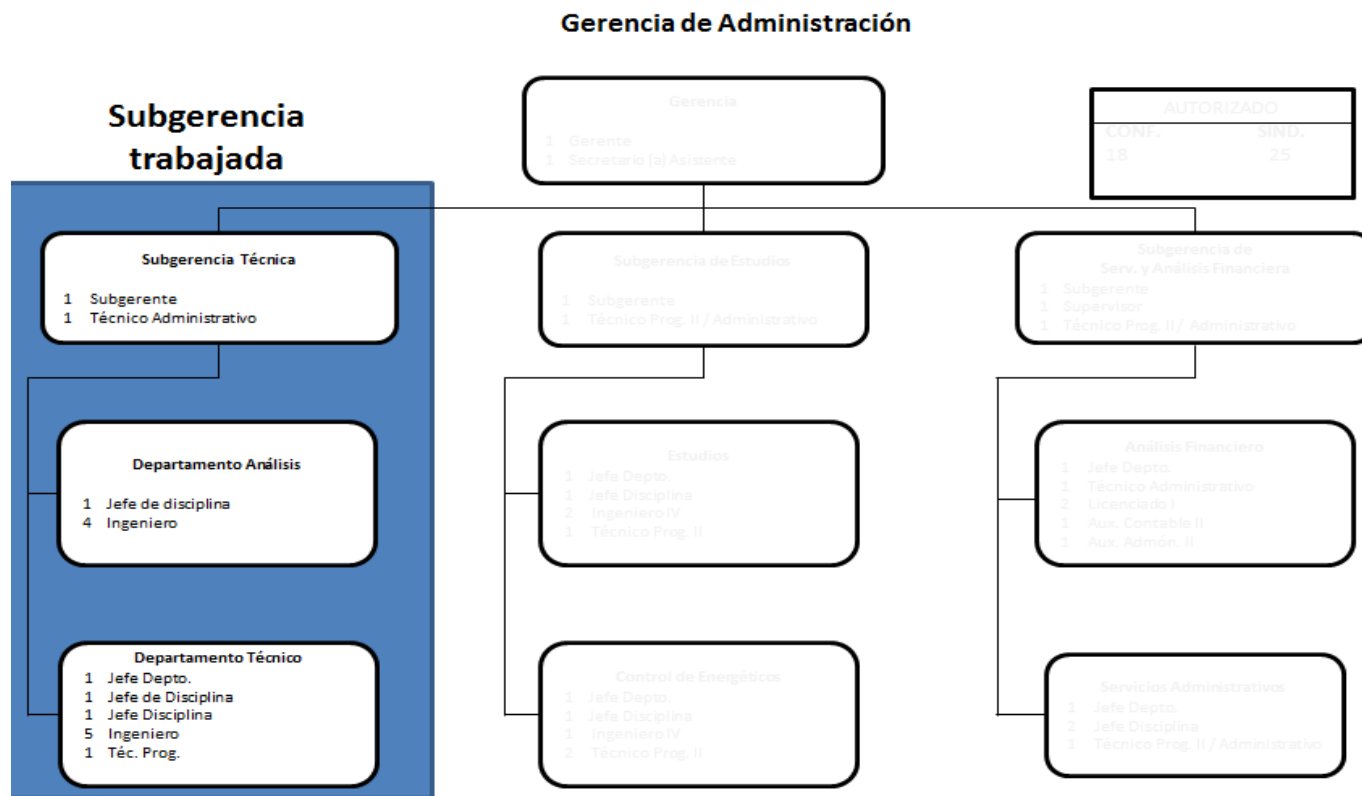 Gerencia de Administración
Subgerencia
trabajada
Gerencia
1 Gerente
1 Secretario (a) Asistente
AUTORIZADO
CONF. SIND.
18 25
Subgerencia Técnica
1 Subgerente
1 Técnico Administrativo
Subgerencia de Estudios
1 Subgerente
1 Técnico Prog. II / Administrativo
Subgerencia de
Serv. y Análisis Financiera
1 Subgerente
1 Supervisor
1 Técnico Prog. II / Administrativo
Departamento Análisis
1 Jefe de disciplina
4 Ingeniero
Estudios
1 Jefe Depto.
1 Jefe Disciplina
2 Ingeniero IV
1 Técnico Prog. II
Análisis Financiero
1 Jefe Depto.
1 Técnico Administrativo
2 Licenciado I
1 Aux. Contable II
1 Aux. Admón. II
Departamento Técnico
1 Jefe Depto.
1 Jefe de Disciplina
1 Jefe Disciplina
5 Ingeniero
1 Téc. Prog.
Control de Energéticos
1 Jefe Depto.
1 Jefe Disciplina
1 Ingeniero IV
2 Técnico Prog. II
Servicios Administrativos
1 Jefe Depto.
2 Jefe Disciplina
1 Técnico Prog. II / Administrativo